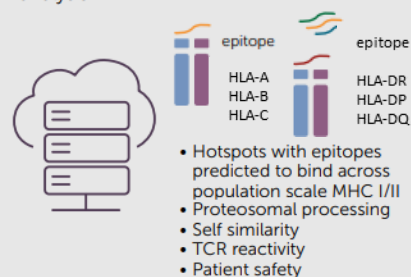 epitope
epitope
HLA-A
HLA-B
HLA-C
HLA-DR
HLA-DP
HLA-DQ
• Hotspots with epitopes
predicted to bind across
population scale MHC I/II
• Proteosomal processing
• Self similarity
• TCR reactivity
• Patient safety